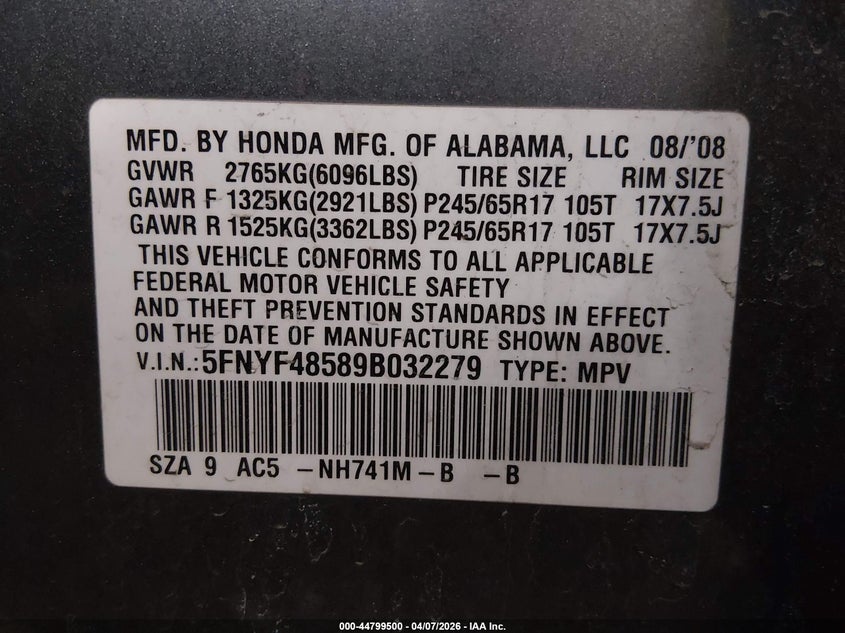 MFD. BY HONDA MFG. OF ALABAMA, LLC 08/'08
GVWR 2765KG(6096LBS) TIRE SIZE RIM SIZE
GAWR F 1325KG(2921LBS) P245/65R17 105T 17X7.5J
GAWR R 1525KG(3362LBS) P245/65R17 105T 17X7.5J
THIS VEHICLE CONFORMS TO ALL APPLICABLE
FEDERAL MOTOR VEHICLE SAFETY
AND THEFT PREVENTION STANDARDS IN EFFECT
ON THE DATE OF MANUFACTURE SHOWN ABOVE.
V.I.N.:5FNYF48589B032279 TYPE: MPV
SZA 9 AC5 -NH741M-B -B
000-44799500 - 04/07/2026 - IAA Inc.